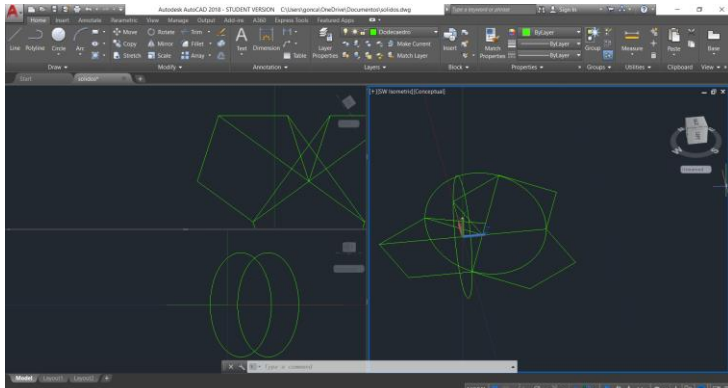 Autodesk AutoCAD 2018 - STUDENT VERSION C:\Users\gonca\OneDrive\Documentos\solidos.dwg
Type a keyword or phrase Sign In
Home Insert Annotate Parametric View Manage Output Add-ins A360 Express Tools Featured Apps
Move Rotate Trim Dodecaedro ByLayer
Line Polyline Circle Arc Copy Mirror Fillet Text Dimension Layer Properties Make Current Insert Match Properties ByLayer Group Measure Paste Base
Stretch Scale Array Table Match Layer ByLayer
Draw Modify Annotation Layers Block Properties Groups Utilities Clipboard View
Start solidos*
[+][SW Isometric][Conceptual]
W S
Unnamed
Type a command
Model Layout1 Layout2 +